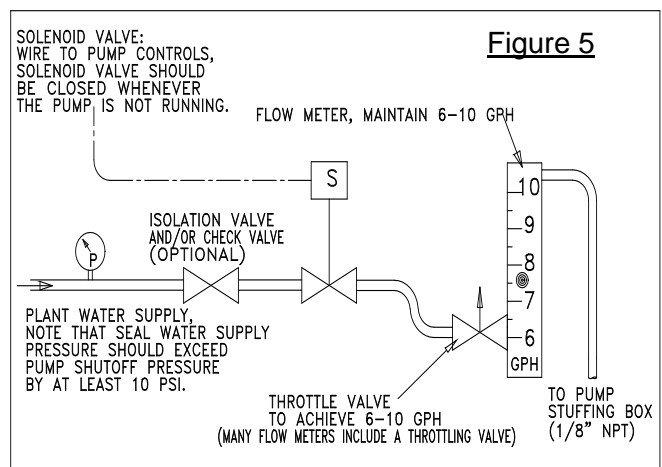 SOLENOID VALVE:
WIRE TO PUMP CONTROLS,
SOLENOID VALVE SHOULD
BE CLOSED WHENEVER
THE PUMP IS NOT RUNNING.
Figure 5
FLOW METER, MAINTAIN 6-10 GPH
S
ISOLATION VALVE
AND/OR CHECK VALVE
(OPTIONAL)
P
10
9
8
7
6
GPH
PLANT WATER SUPPLY,
NOTE THAT SEAL WATER SUPPLY
PRESSURE SHOULD EXCEED
PUMP SHUTOFF PRESSURE
BY AT LEAST 10 PSI.
THROTTLE VALVE
TO ACHIEVE 6-10 GPH
(MANY FLOW METERS INCLUDE A THROTTLING VALVE)
TO PUMP
STUFFING BOX
(1/8" NPT)